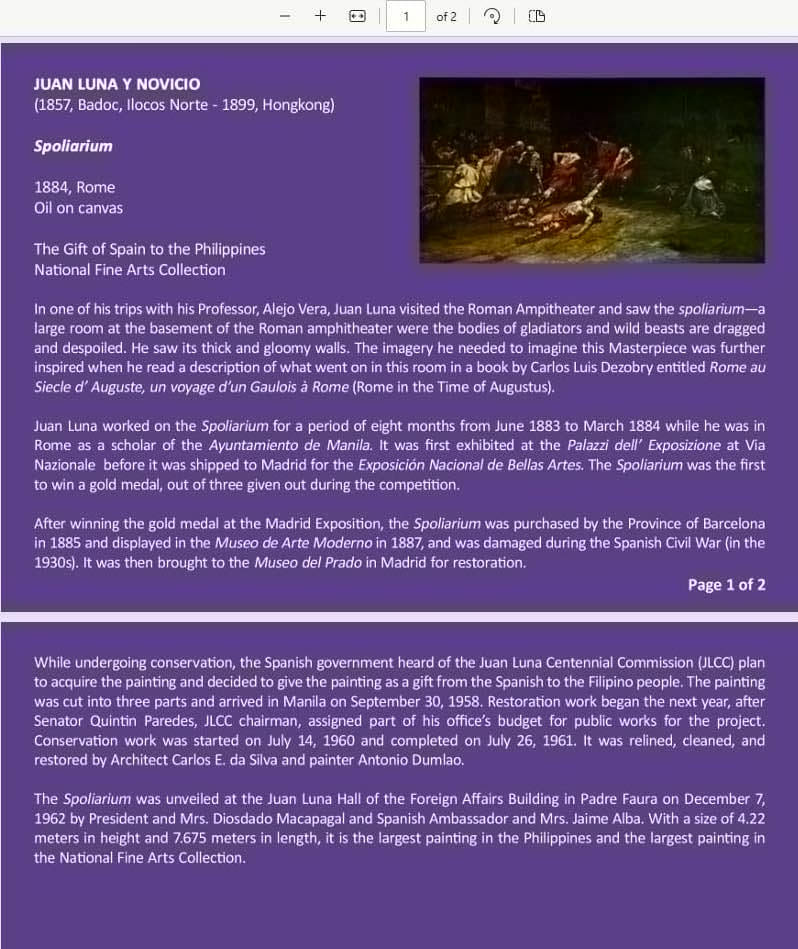 1 of 2
JUAN LUNA Y NOVICIO
(1857, Badoc, Ilocos Norte - 1899, Hongkong)
Spoliarium
1884, Rome
Oil on canvas
The Gift of Spain to the Philippines
National Fine Arts Collection
In one of his trips with his Professor, Alejo Vera, Juan Luna visited the Roman Ampitheater and saw the spoliarium—a
large room at the basement of the Roman amphitheater were the bodies of gladiators and wild beasts are dragged
and despoiled. He saw its thick and gloomy walls. The imagery he needed to imagine this Masterpiece was further
inspired when he read a description of what went on in this room in a book by Carlos Luis Dezobry entitled Rome au
Siecle d’ Auguste, un voyage d’un Gaulois à Rome (Rome in the Time of Augustus).
Juan Luna worked on the Spoliarium for a period of eight months from June 1883 to March 1884 while he was in
Rome as a scholar of the Ayuntamiento de Manila. It was first exhibited at the Palazzi dell’ Exposizione at Via
Nazionale before it was shipped to Madrid for the Exposición Nacional de Bellas Artes. The Spoliarium was the first
to win a gold medal, out of three given out during the competition.
After winning the gold medal at the Madrid Exposition, the Spoliarium was purchased by the Province of Barcelona
in 1885 and displayed in the Museo de Arte Moderno in 1887, and was damaged during the Spanish Civil War (in the
1930s). It was then brought to the Museo del Prado in Madrid for restoration.
Page 1 of 2
While undergoing conservation, the Spanish government heard of the Juan Luna Centennial Commission (JLCC) plan
to acquire the painting and decided to give the painting as a gift from the Spanish to the Filipino people. The painting
was cut into three parts and arrived in Manila on September 30, 1958. Restoration work began the next year, after
Senator Quintin Paredes, JLCC chairman, assigned part of his office’s budget for public works for the project.
Conservation work was started on July 14, 1960 and completed on July 26, 1961. It was relined, cleaned, and
restored by Architect Carlos E. da Silva and painter Antonio Dumlao.
The Spoliarium was unveiled at the Juan Luna Hall of the Foreign Affairs Building in Padre Faura on December 7,
1962 by President and Mrs. Diosdado Macapagal and Spanish Ambassador and Mrs. Jaime Alba. With a size of 4.22
meters in height and 7.675 meters in length, it is the largest painting in the Philippines and the largest painting in
the National Fine Arts Collection.